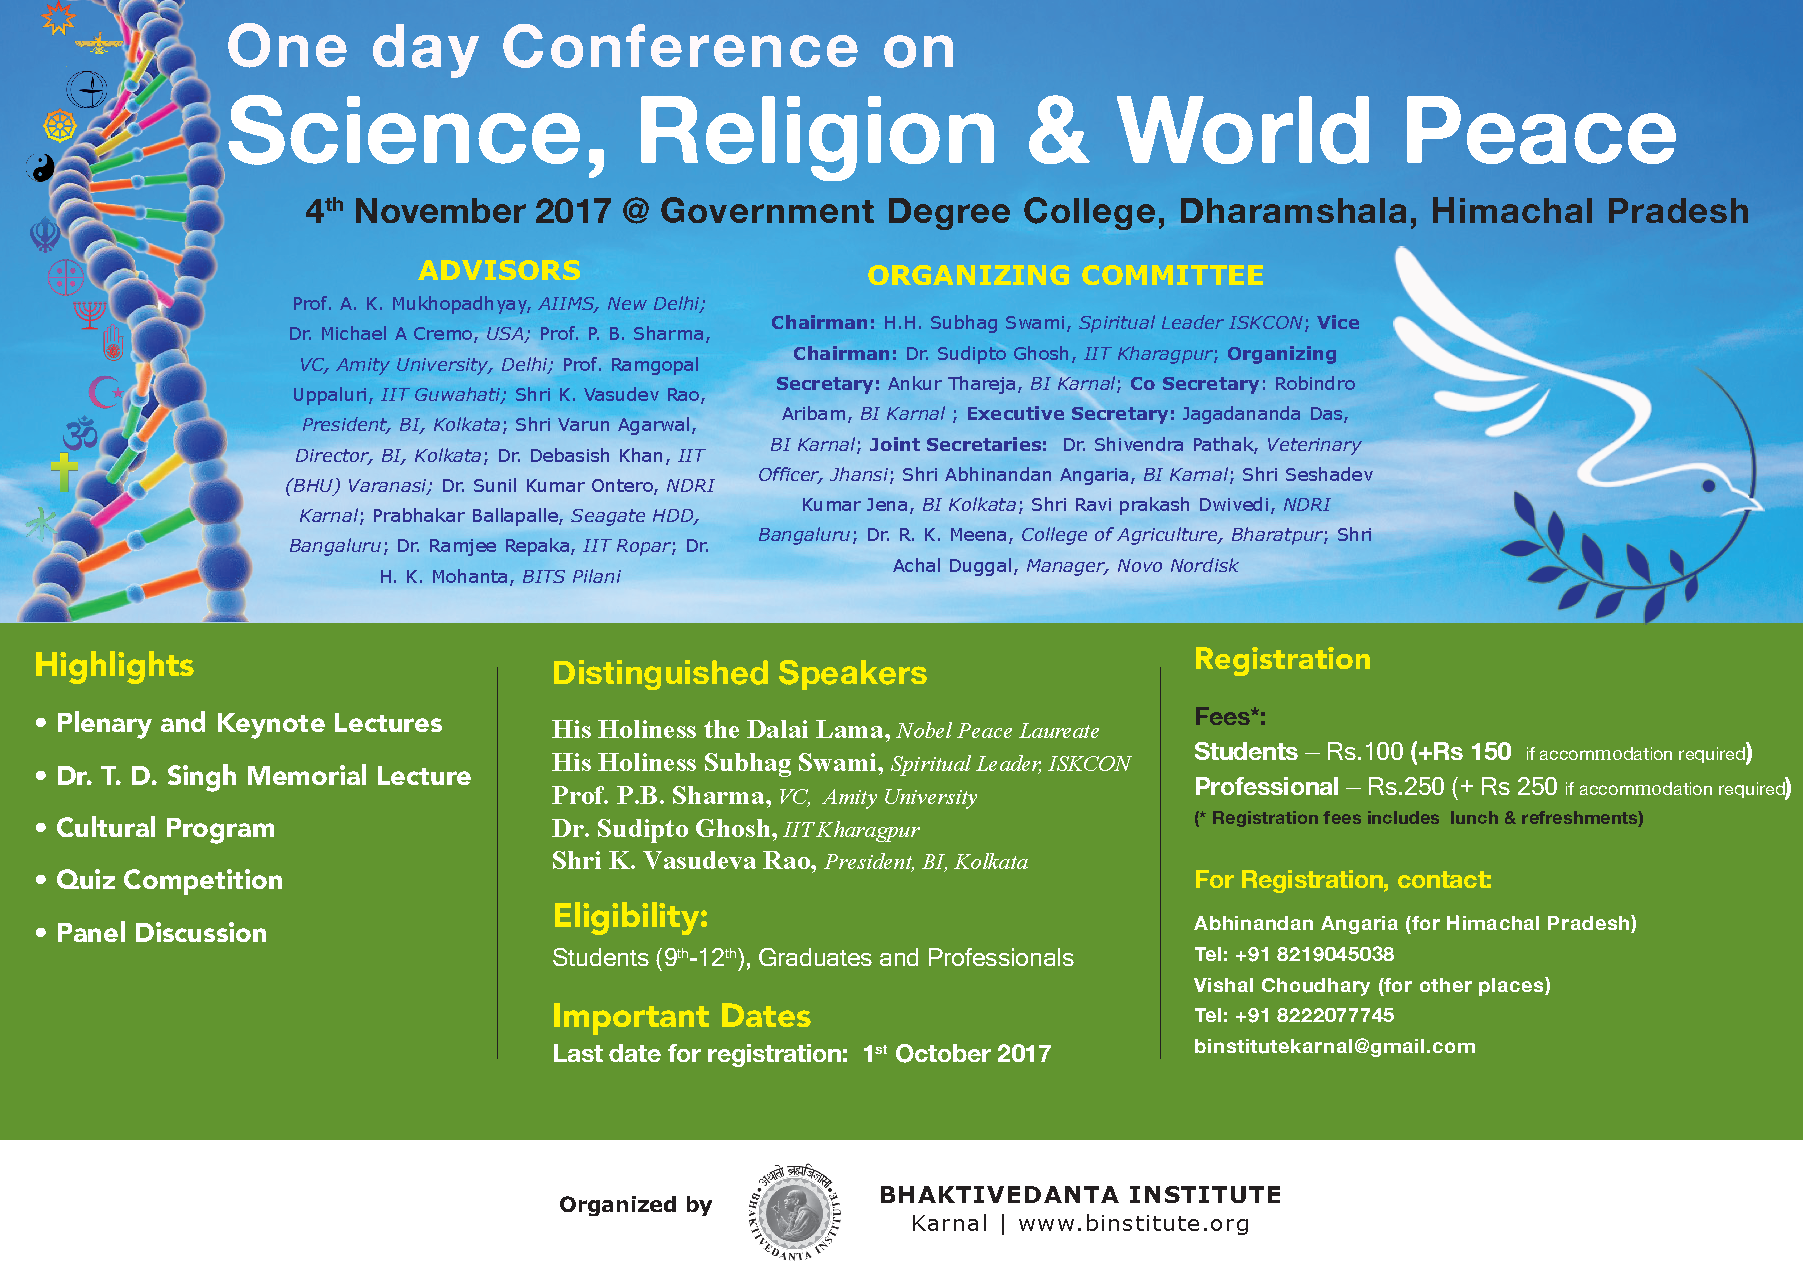 One day Conference on
Science, Religion & World Peace
4th November 2017 @ Government Degree College, Dharamshala, Himachal Pradesh
ADVISORS
Prof. A. K. Mukhopadhyay, AIIMS, New Delhi;
Dr. Michael A Cremo, USA; Prof. P. B. Sharma,
VC, Amity University, Delhi; Prof. Ramgopal
Uppaluri, IIT Guwahati; Shri K. Vasudev Rao,
President, BI, Kolkata; Shri Varun Agarwal,
Director, BI, Kolkata; Dr. Debasish Khan, IIT
(BHU) Varanasi; Dr. Sunil Kumar Ontero, NDRI
Karnal; Prabhakar Ballapalle, Seagate HDD,
Bangaluru; Dr. Ramjee Repaka, IIT Ropar; Dr.
H. K. Mohanta, BITS Pilani
ORGANIZING COMMITTEE
Chairman: H.H. Subhag Swami, Spiritual Leader ISKCON; Vice
Chairman: Dr. Sudipto Ghosh, IIT Kharagpur; Organizing
Secretary: Ankur Thareja, BI Karnal; Co Secretary: Robindro
Aribam, BI Karnal ; Executive Secretary: Jagadananda Das,
BI Karnal; Joint Secretaries: Dr. Shivendra Pathak, Veterinary
Officer, Jhansi; Shri Abhinandan Angaria, BI Karnal; Shri Seshadev
Kumar Jena, BI Kolkata; Shri Ravi prakash Dwivedi, NDRI
Bangaluru; Dr. R. K. Meena, College of Agriculture, Bharatpur; Shri
Achal Duggal, Manager, Novo Nordisk
Highlights
• Plenary and Keynote Lectures
• Dr. T. D. Singh Memorial Lecture
• Cultural Program
• Quiz Competition
• Panel Discussion
Distinguished Speakers
His Holiness the Dalai Lama, Nobel Peace Laureate
His Holiness Subhag Swami, Spiritual Leader, ISKCON
Prof. P.B. Sharma, VC, Amity University
Dr. Sudipto Ghosh, IIT Kharagpur
Shri K. Vasudeva Rao, President, BI, Kolkata
Eligibility:
Students (9th-12th), Graduates and Professionals
Important Dates
Last date for registration: 1st October 2017
Registration
Fees*:
Students – Rs.100 (+Rs 150 if accommodation required)
Professional – Rs.250 (+ Rs 250 if accommodation required)
(* Registration fees includes lunch & refreshments)
For Registration, contact:
Abhinandan Angaria (for Himachal Pradesh)
Tel: +91 8219045038
Vishal Choudhary (for other places)
Tel: +91 8222077745
binstitutekarnal@gmail.com
Organized by
अथातो ब्रह्मजिज्ञासा
BHAKTIVEDANTA INSTITUTE
BHAKTIVEDANTA INSTITUTE
Karnal | www.binstitute.org